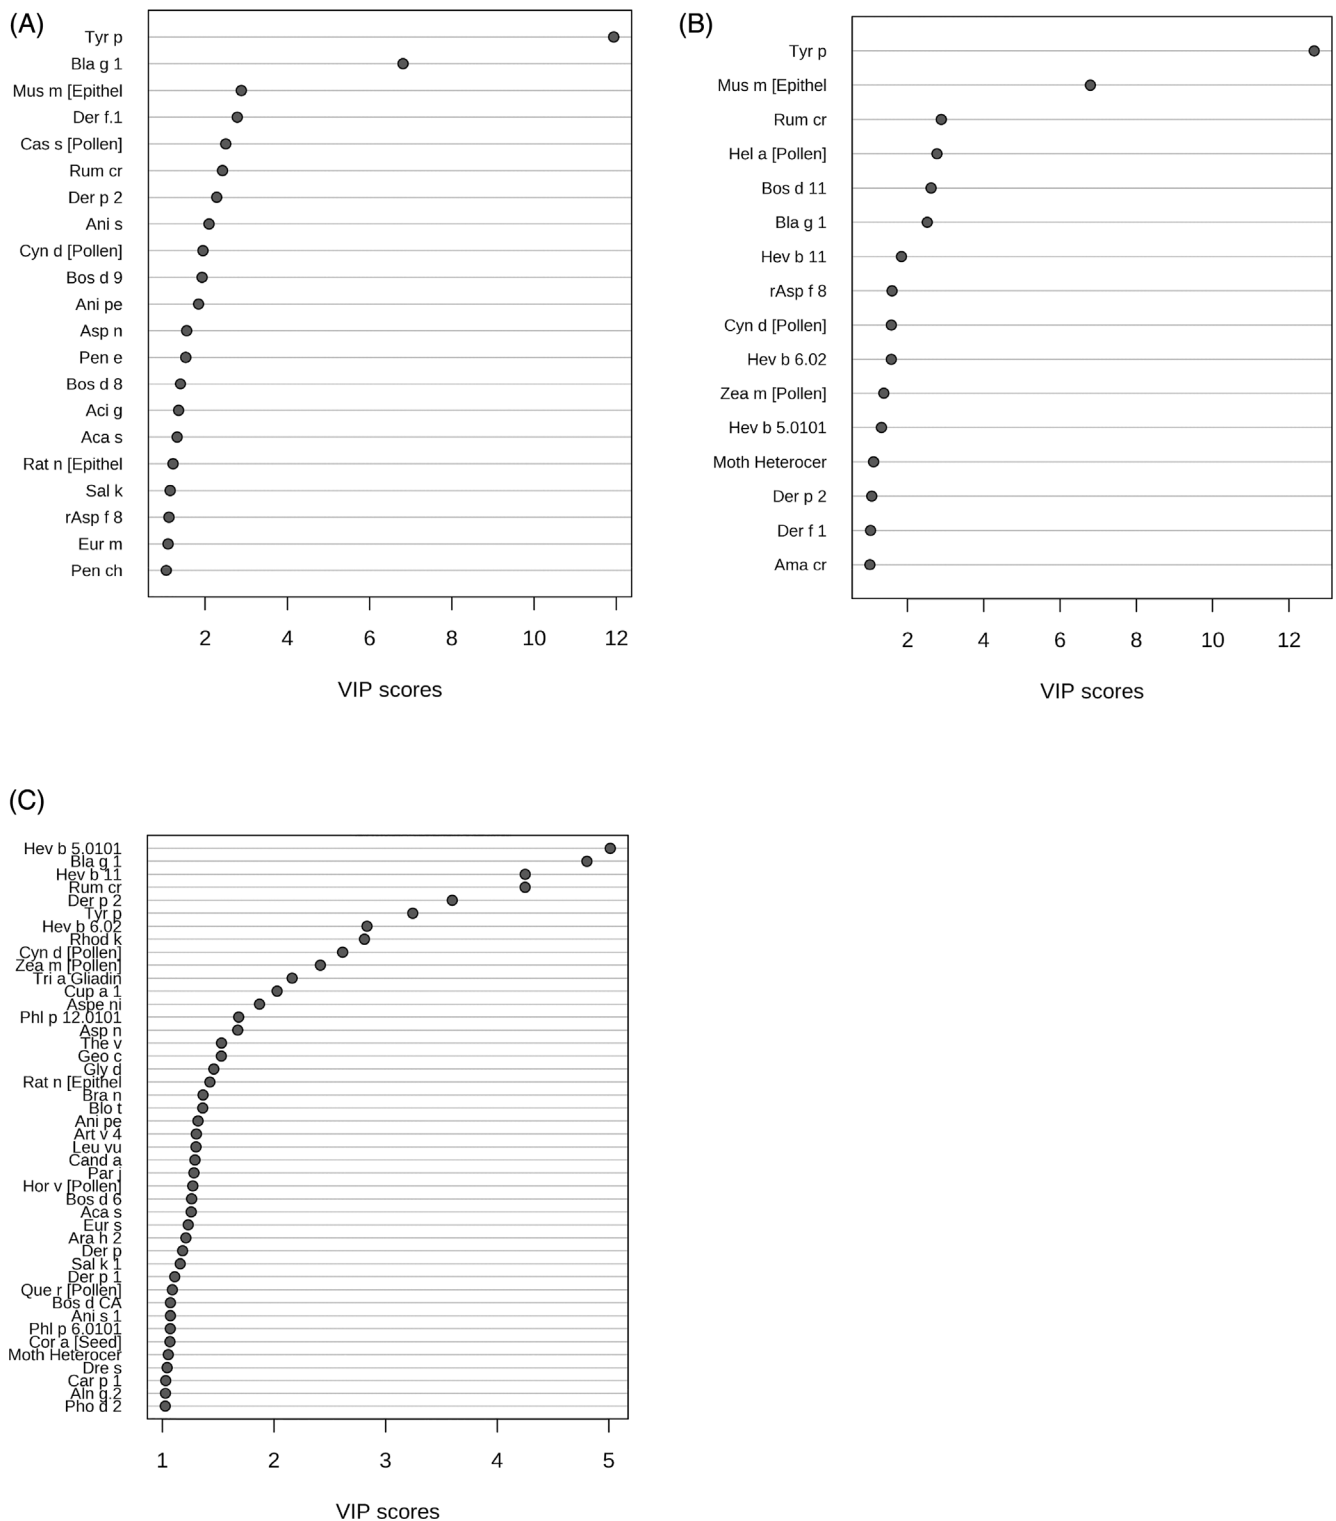 (A)
Tyr p
Bla g 1
Mus m [Epithel
Der f.1
Cas s [Pollen]
Rum cr
Der p 2
Ani s
Cyn d [Pollen]
Bos d 9
Ani pe
Asp n
Pen e
Bos d 8
Aci g
Aca s
Rat n [Epithel
Sal k
rAsp f 8
Eur m
Pen ch
2 4 6 8 10 12
VIP scores
(B)
Tyr p
Mus m [Epithel
Rum cr
Hel a [Pollen]
Bos d 11
Bla g 1
Hev b 11
rAsp f 8
Cyn d [Pollen]
Hev b 6.02
Zea m [Pollen]
Hev b 5.0101
Moth Heterocer
Der p 2
Der f 1
Ama cr
2 4 6 8 10 12
VIP scores
(C)
Hev b 5.0101
Bla g 1
Hev b 11
Rum cr
Der p 2
Tyr p
Hev b 6.02
Rhod k
Cyn d [Pollen]
Zea m [Pollen]
Tri a Gliadin
Cup a 1
Aspe ni
Phl p 12.0101
Asp n
The v
Geo c
Gly d
Rat n [Epithel
Bra n
Blo t
Ani pe
Art v 4
Leu vu
Cand a
Par j
Hor v [Pollen]
Bos d 6
Aca s
Eur s
Ara h 2
Der p
Sal k 1
Der p 1
Que r [Pollen]
Bos d CA
Ani s 1
Phl p 6.0101
Cor a [Seed]
Moth Heterocer
Dre s
Car p 1
Aln g.2
Pho d 2
1 2 3 4 5
VIP scores